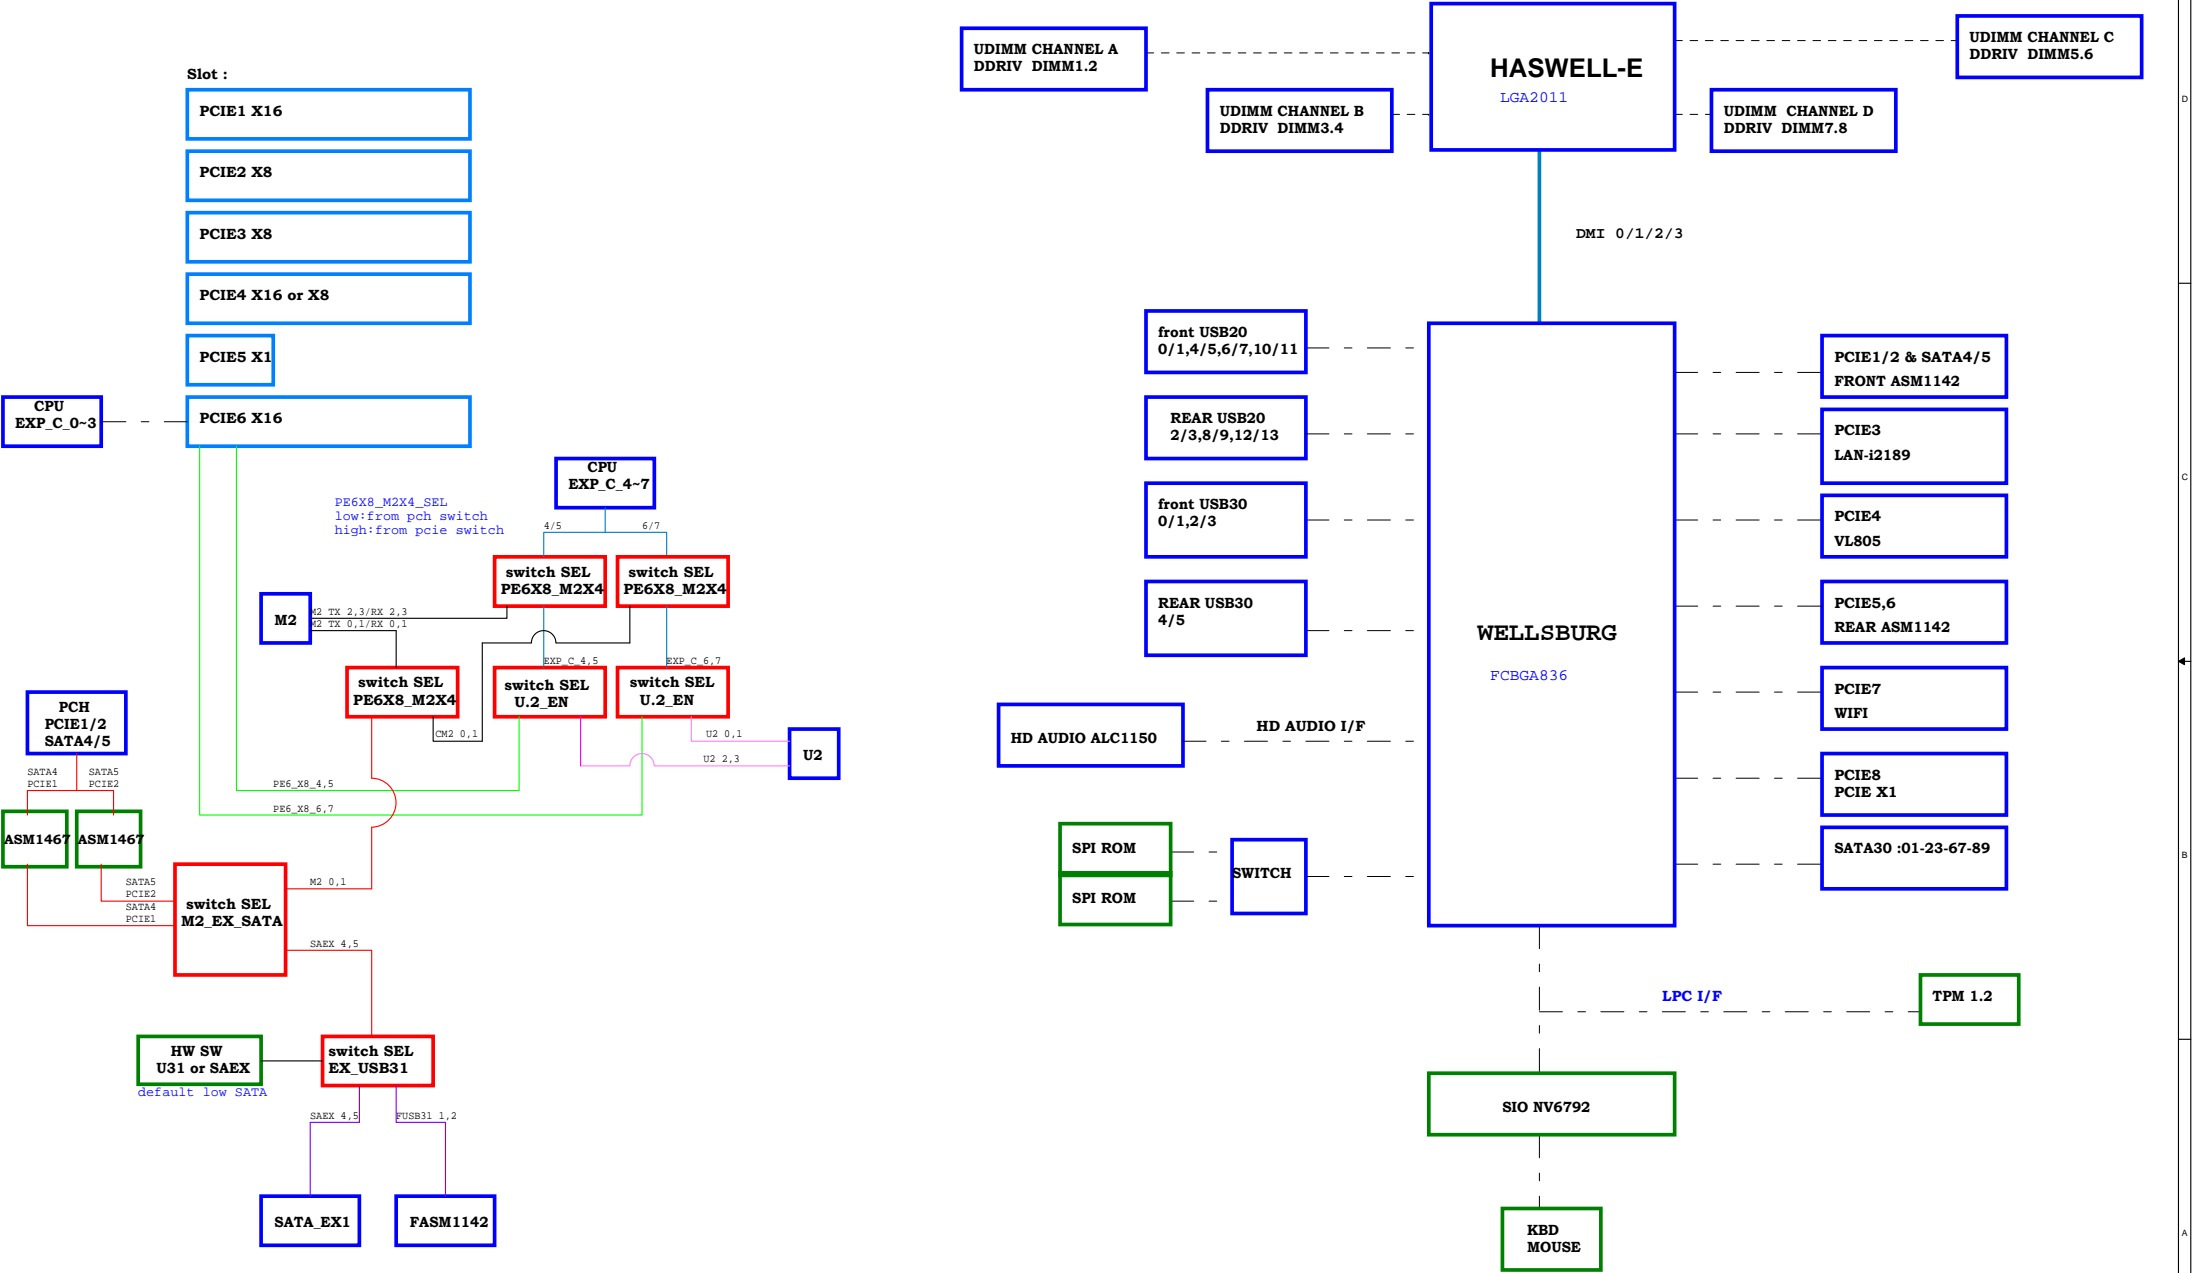 Slot :
PCIE1 X16
PCIE2 X8
PCIE3 X8
PCIE4 X16 or X8
PCIE5 X1
CPU
EXP_C_0~3
PCIE6 X16
CPU
EXP_C_4~7
PE6X8_M2X4_SEL
low:from pch switch
high:from pcie switch
4/5
6/7
switch SEL
PE6X8_M2X4
switch SEL
PE6X8_M2X4
M2
M2 TX 2,3/RX 2,3
M2 TX 0,1/RX 0,1
EXP_C_4,5
EXP_C_6,7
switch SEL
PE6X8_M2X4
switch SEL
U.2_EN
switch SEL
U.2_EN
CM2 0,1
U2 0,1
U2 2,3
U2
PCH
PCIE1/2
SATA4/5
SATA4
PCIE1
SATA5
PCIE2
PE6_X8_4,5
PE6_X8_6,7
ASM1467
ASM1467
SATA5
PCIE2
SATA4
PCIE1
M2 0,1
switch SEL
M2_EX_SATA
SAEX 4,5
HW SW
U31 or SAEX
default low SATA
switch SEL
EX_USB31
SAEX 4,5
FUSB31 1,2
SATA_EX1
FASM1142
UDIMM CHANNEL A
DDRIV DIMM1.2
UDIMM CHANNEL B
DDRIV DIMM3.4
HASWELL-E
LGA2011
UDIMM CHANNEL C
DDRIV DIMM5.6
UDIMM CHANNEL D
DDRIV DIMM7.8
DMI 0/1/2/3
front USB20
0/1,4/5,6/7,10/11
REAR USB20
2/3,8/9,12/13
front USB30
0/1,2/3
REAR USB30
4/5
HD AUDIO ALC1150
HD AUDIO I/F
SPI ROM
SPI ROM
SWITCH
WELLSBURG
FCBGA836
PCIE1/2 & SATA4/5
FRONT ASM1142
PCIE3
LAN-i2189
PCIE4
VL805
PCIE5,6
REAR ASM1142
PCIE7
WIFI
PCIE8
PCIE X1
SATA30 :01-23-67-89
LPC I/F
TPM 1.2
SIO NV6792
KBD
MOUSE
D
C
B
A